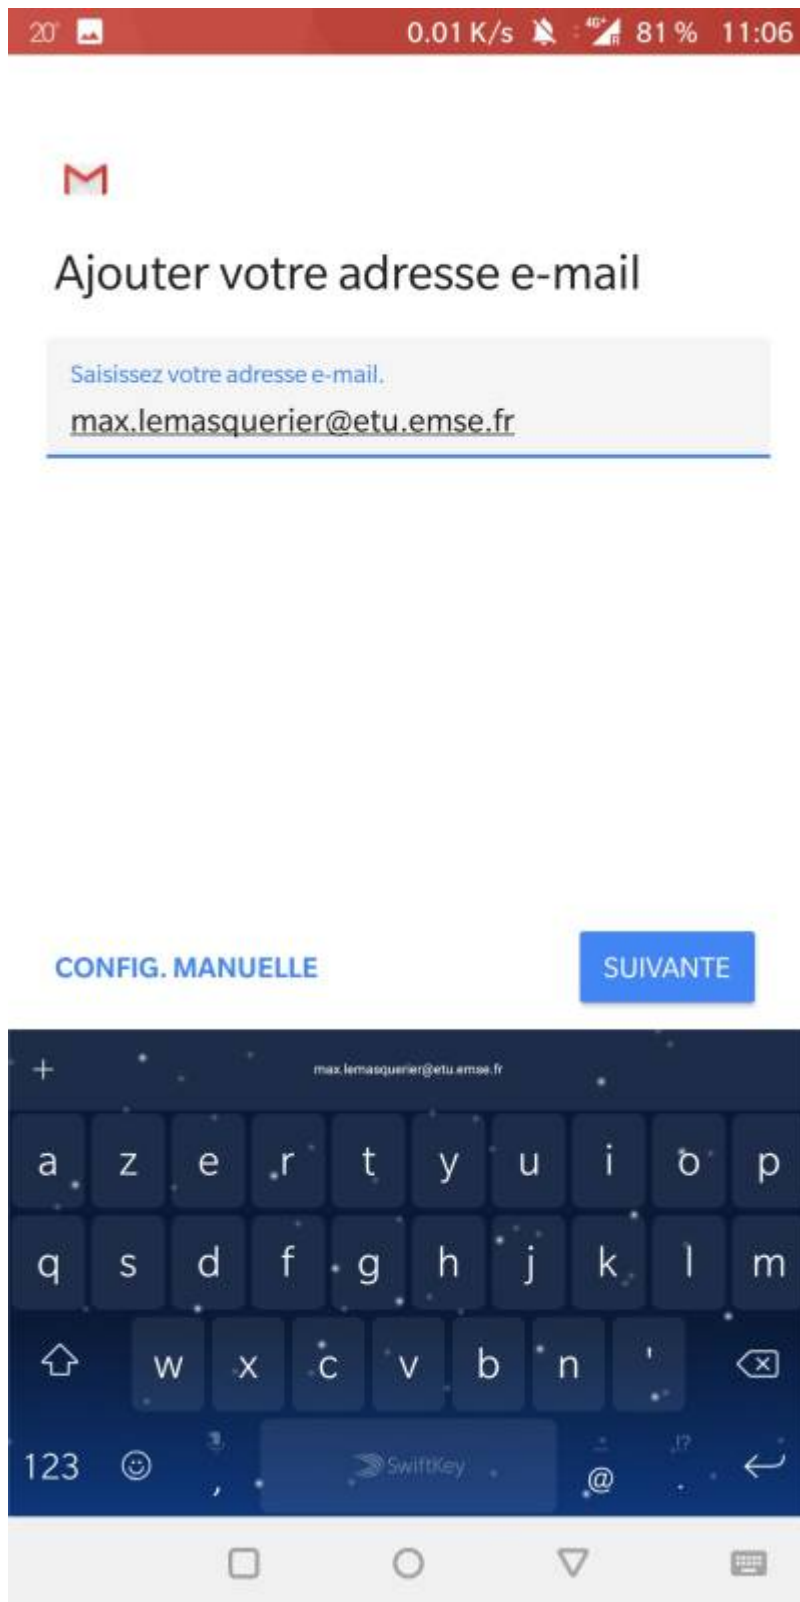 20° 0.01 K/s 4G+ R 81 % 11:06
M
Ajouter votre adresse e-mail
Saisissez votre adresse e-mail.
max.lemasquerier@etu.emse.fr
CONFIG. MANUELLE SUIVANTE
+ max.lemasquerier@etu.emse.fr
a z e r t y u i o p
q s d f g h j k l m
w x c v b n '
123 , SwiftKey @ .
!?